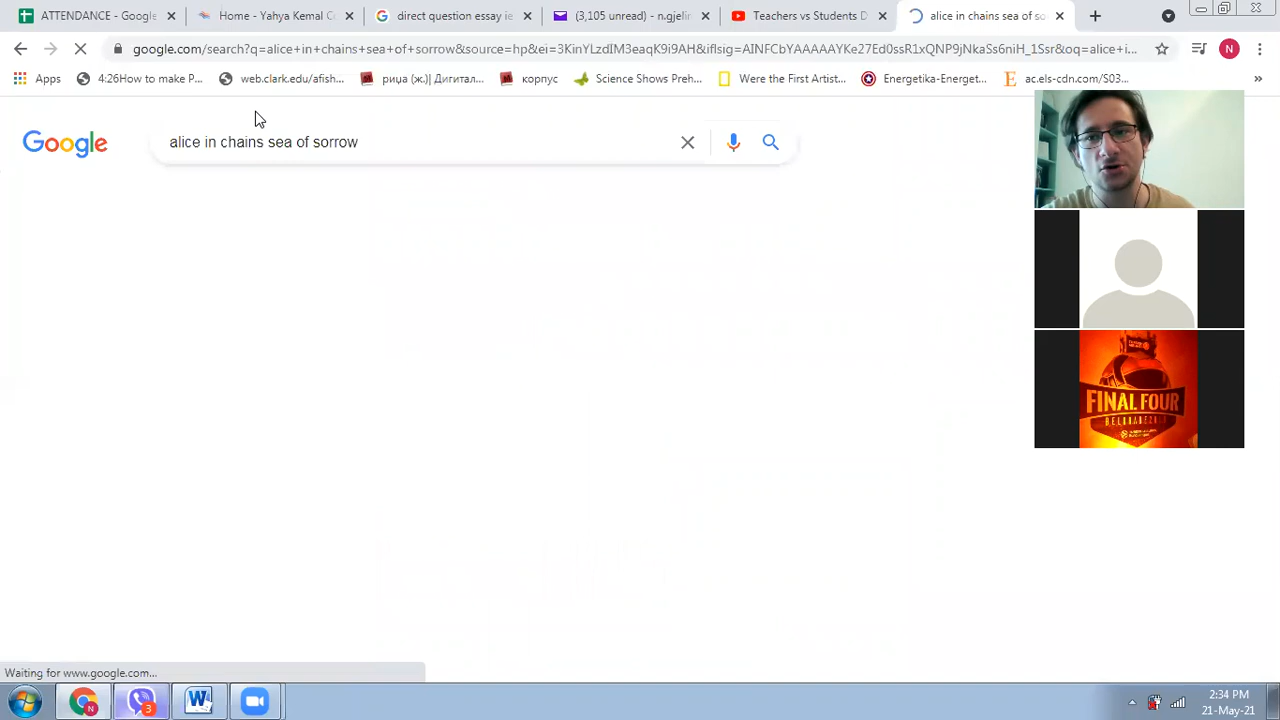 ATTENDANCE - Google
Home - Yahya Kemal C
direct question essay ie
(3,105 unread) - n.gjelin
Teachers vs Students D
alice in chains sea of so
google.com/search?q=alice+in+chains+sea+of+sorrow&source=hp&ei=3KinYLzdIM3eaqK9i9AH&iflsig=AINFCbYAAAAAYKe27Ed0ssR1xQNP9jNkaSs6niH_1Ssr&oq=alice+i...
N
Apps
4:26How to make P...
web.clark.edu/afish...
рица (ж.)| Дигитал...
корпус
Science Shows Preh...
Were the First Artist...
Energetika-Energet...
ac.els-cdn.com/S03...
»
Google
alice in chains sea of sorrow
FINAL FOUR
Waiting for www.google.com...
N
3
W
2:34 PM
21-May-21